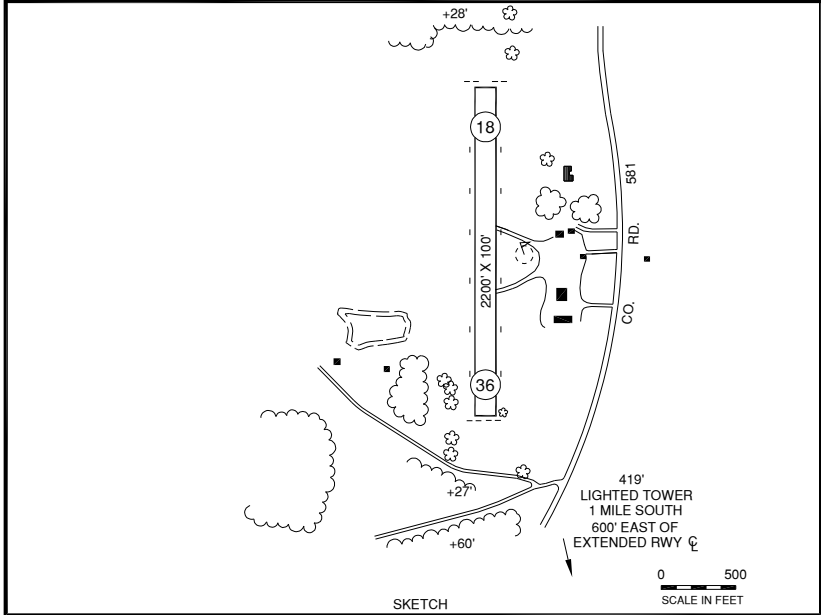 +28'
18
581
RD.
2200' X 100'
CO.
36
+27'
+60'
419'
LIGHTED TOWER
1 MILE SOUTH
600' EAST OF
EXTENDED RWY ℄
0 500
SCALE IN FEET
SKETCH